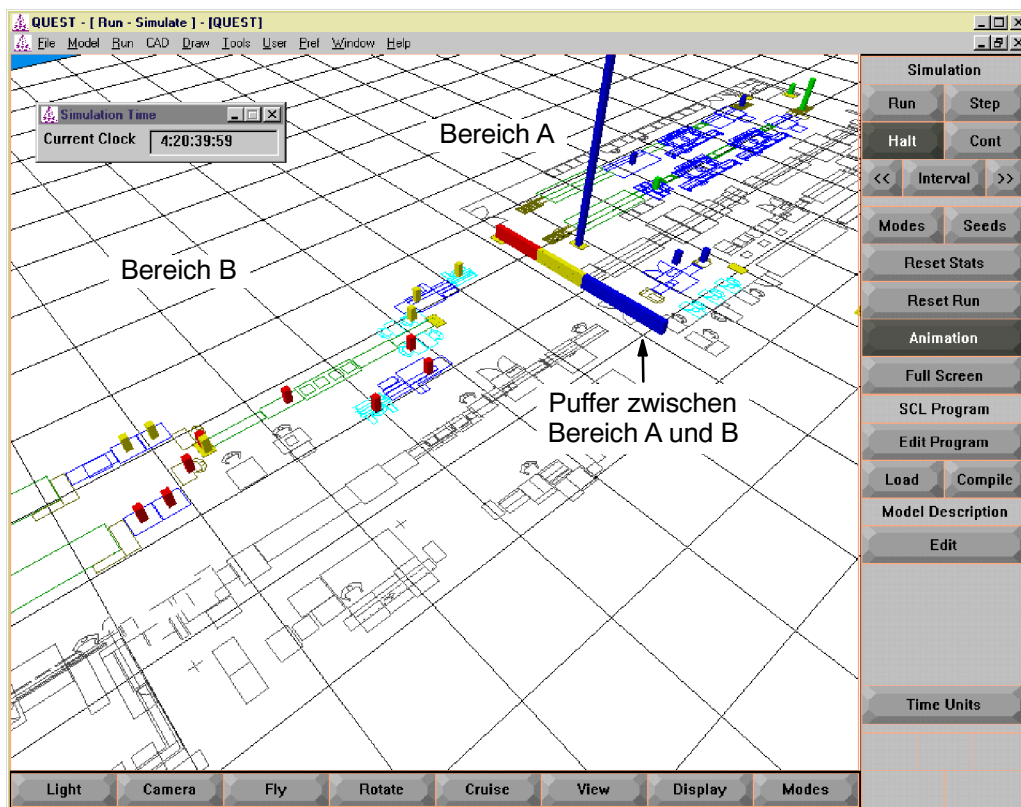 QUEST - [ Run - Simulate ] - [QUEST]
File Model Run CAD Draw Tools User Pref Window Help
Simulation Time
Current Clock 4:20:39:59
Bereich A
Bereich B
Puffer zwischen
Bereich A und B
Simulation
Run Step
Halt Cont
<< Interval >>
Modes Seeds
Reset Stats
Reset Run
Animation
Full Screen
SCL Program
Edit Program
Load Compile
Model Description
Edit
Time Units
Light Camera Fly Rotate Cruise View Display Modes